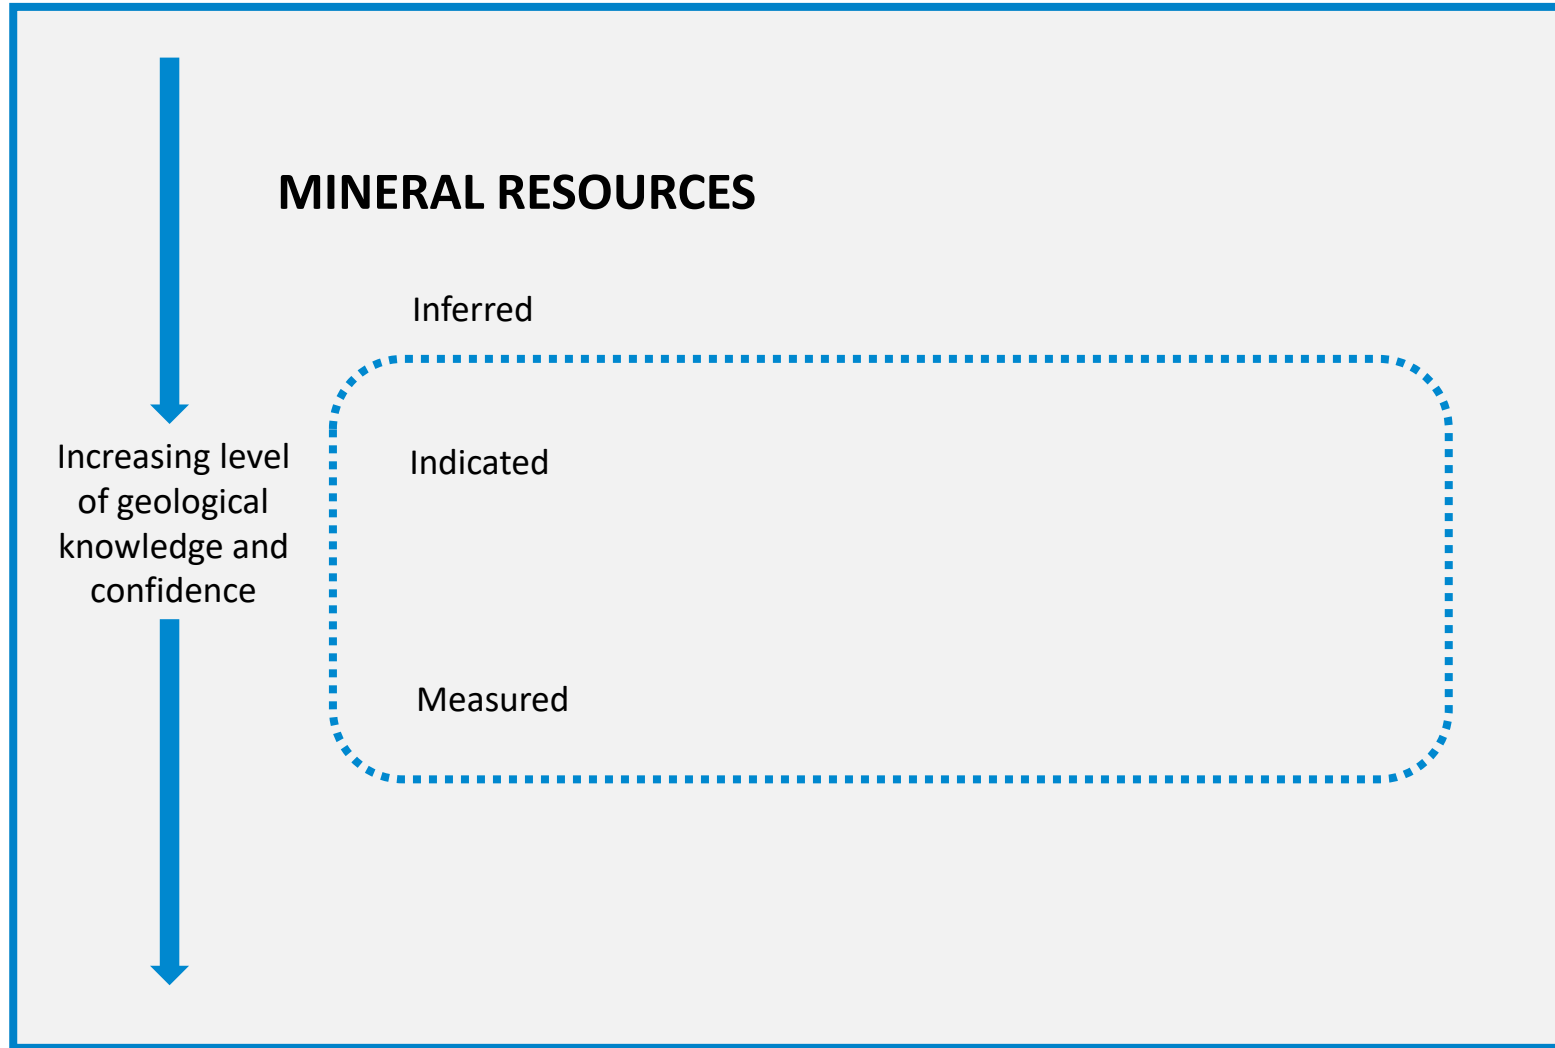 MINERAL RESOURCES
Inferred
Increasing level
of geological
knowledge and
confidence
Indicated
Measured